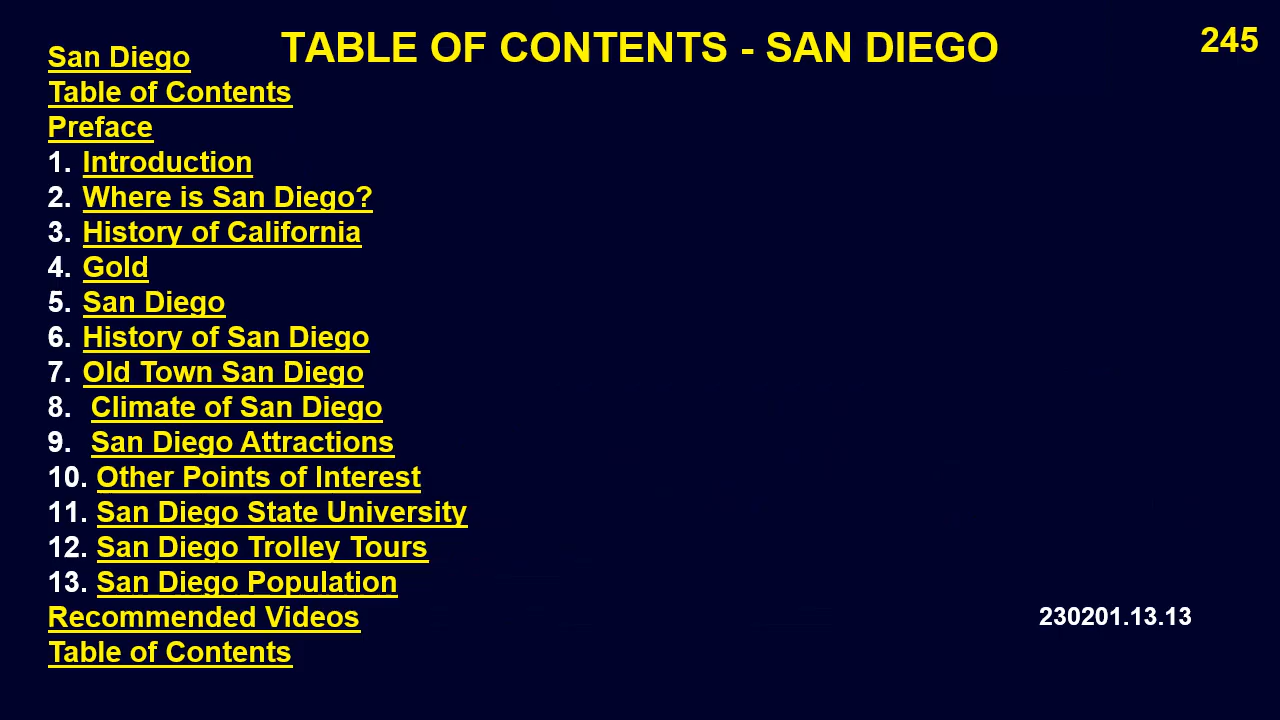 TABLE OF CONTENTS - SAN DIEGO
245
San Diego
Table of Contents
Preface
1. Introduction
2. Where is San Diego?
3. History of California
4. Gold
5. San Diego
6. History of San Diego
7. Old Town San Diego
8. Climate of San Diego
9. San Diego Attractions
10. Other Points of Interest
11. San Diego State University
12. San Diego Trolley Tours
13. San Diego Population
Recommended Videos
230201.13.13
Table of Contents